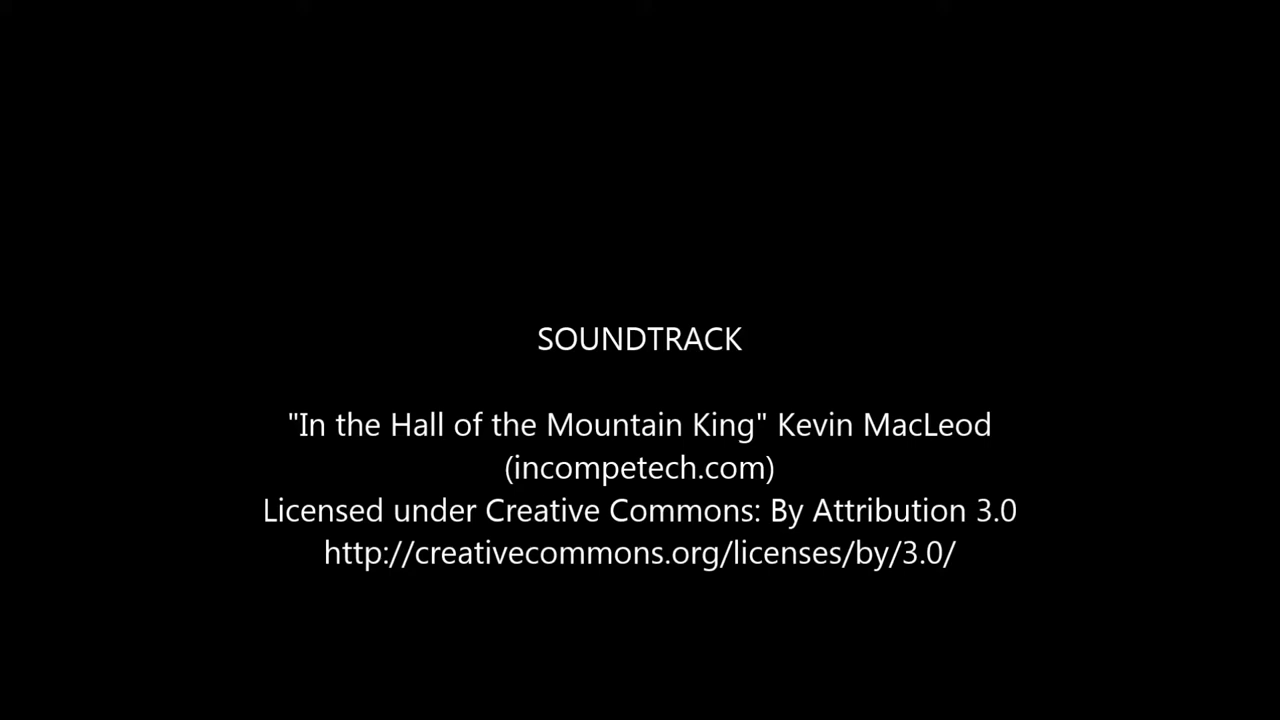 SOUNDTRACK
"In the Hall of the Mountain King" Kevin MacLeod
(incompetech.com)
Licensed under Creative Commons: By Attribution 3.0
http://creativecommons.org/licenses/by/3.0/